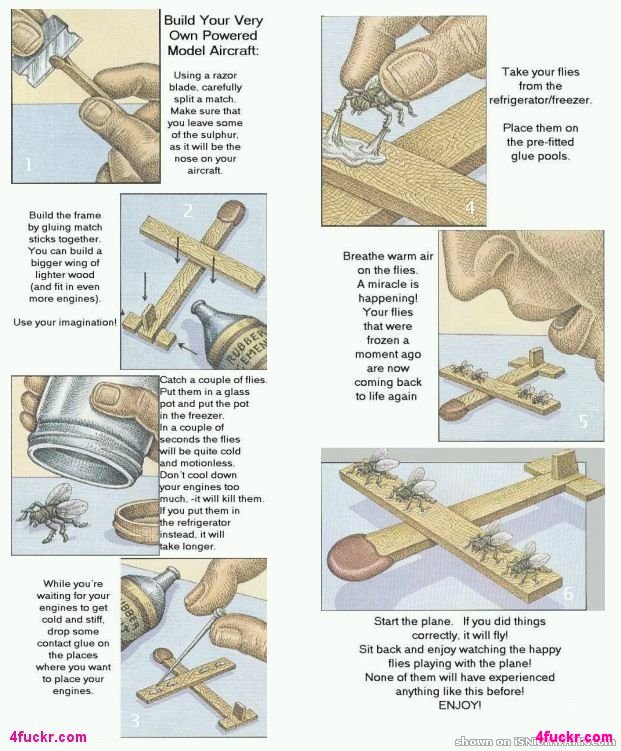 Build Your Very
Own Powered
Model Aircraft:
Using a razor
blade, carefully
split a match.
Make sure that
you leave some
of the sulphur,
as it will be the
nose on your
aircraft.
1
Build the frame
by gluing match
sticks together.
You can build a
bigger wing of
lighter wood
(and fit in even
more engines).
Use your imagination!
2
RUBBER
CEMENT
Catch a couple of flies.
Put them in a glass
pot and put the pot
in the freezer.
In a couple of
seconds the flies
will be quite cold
and motionless.
Don't cool down
your engines too
much, -it will kill them.
If you put them in
the refrigerator
instead, it will
take longer.
While you're
waiting for your
engines to get
cold and stiff,
drop some
contact glue on
the places
where you want
to place your
engines.
3
Take your flies
from the
refrigerator/freezer.
Place them on
the pre-fitted
glue pools.
4
Breathe warm air
on the flies.
A miracle is
happening!
Your flies
that were
frozen a
moment ago
are now
coming back
to life again
5
6
Start the plane. If you did things
correctly, it will fly!
Sit back and enjoy watching the happy
flies playing with the plane!
None of them will have experienced
anything like this before!
ENJOY!
4fuckr.com
shown on
4fuckr.com